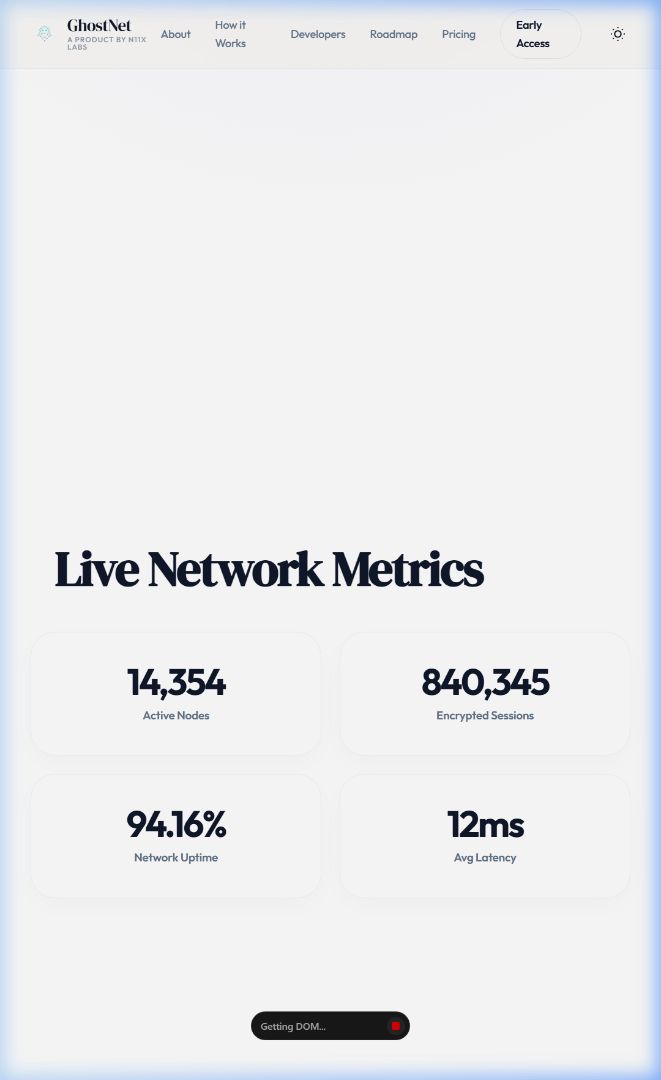 GhostNet
A PRODUCT BY N11X
LABS
About
How it
Works
Developers
Roadmap
Pricing
Early
Access
Live Network Metrics
14,354
Active Nodes
840,345
Encrypted Sessions
94.16%
Network Uptime
12ms
Avg Latency
Getting DOM...